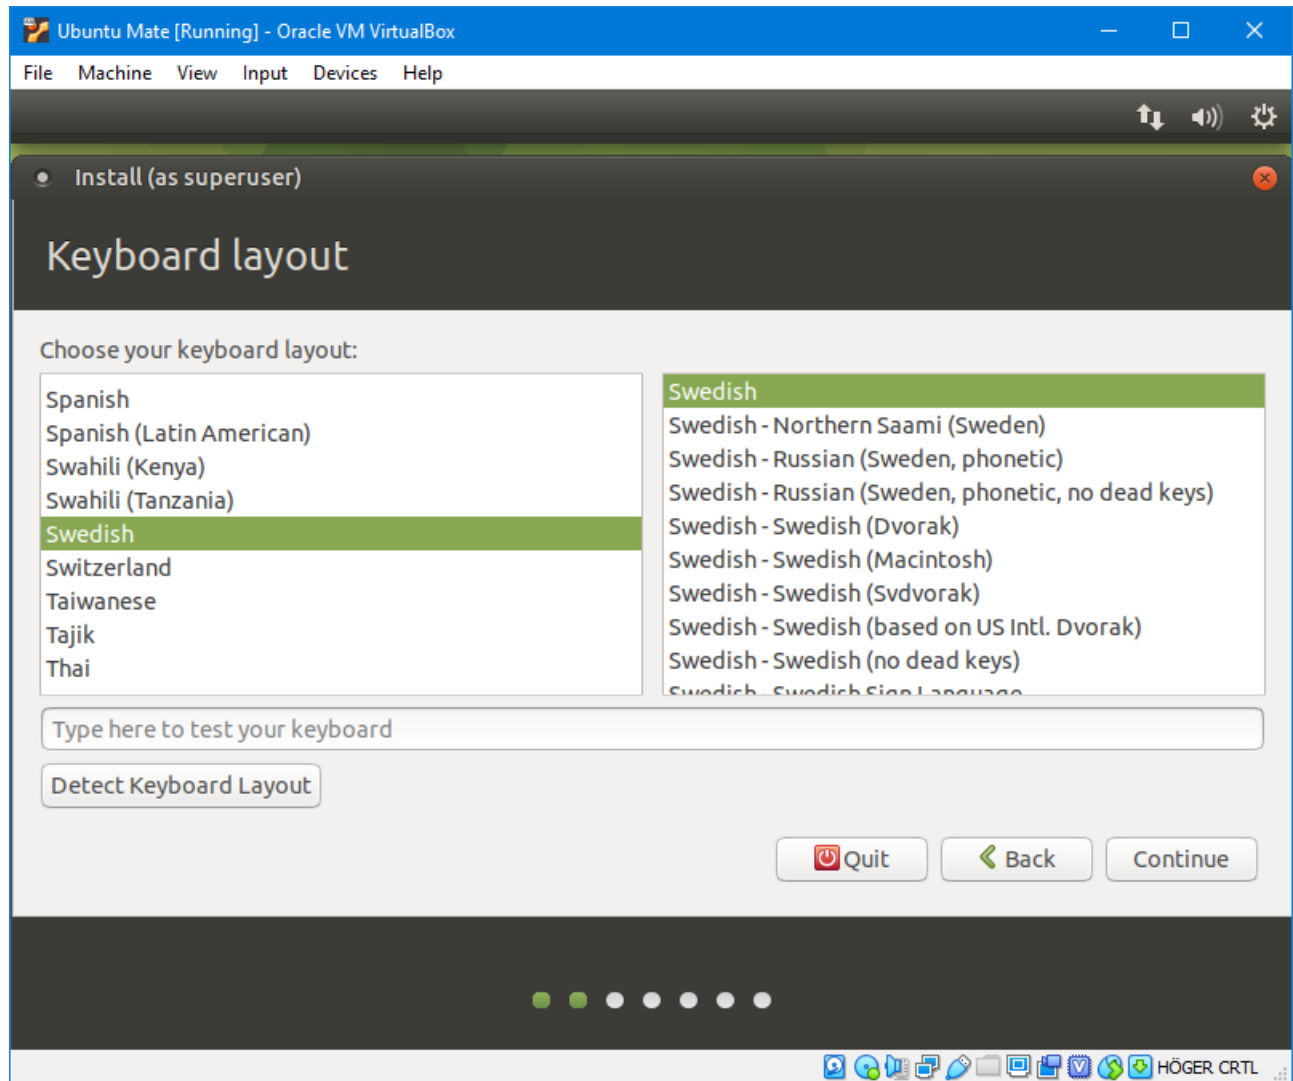 Ubuntu Mate [Running] - Oracle VM VirtualBox
File Machine View Input Devices Help
Install (as superuser)
Keyboard layout
Choose your keyboard layout:
Spanish
Spanish (Latin American)
Swahili (Kenya)
Swahili (Tanzania)
Swedish
Switzerland
Taiwanese
Tajik
Thai
Swedish
Swedish - Northern Saami (Sweden)
Swedish - Russian (Sweden, phonetic)
Swedish - Russian (Sweden, phonetic, no dead keys)
Swedish - Swedish (Dvorak)
Swedish - Swedish (Macintosh)
Swedish - Swedish (Svdvorak)
Swedish - Swedish (based on US Intl. Dvorak)
Swedish - Swedish (no dead keys)
Swedish - Swedish Sign Language
Type here to test your keyboard
Detect Keyboard Layout
Quit Back Continue
HÖGER CRTL